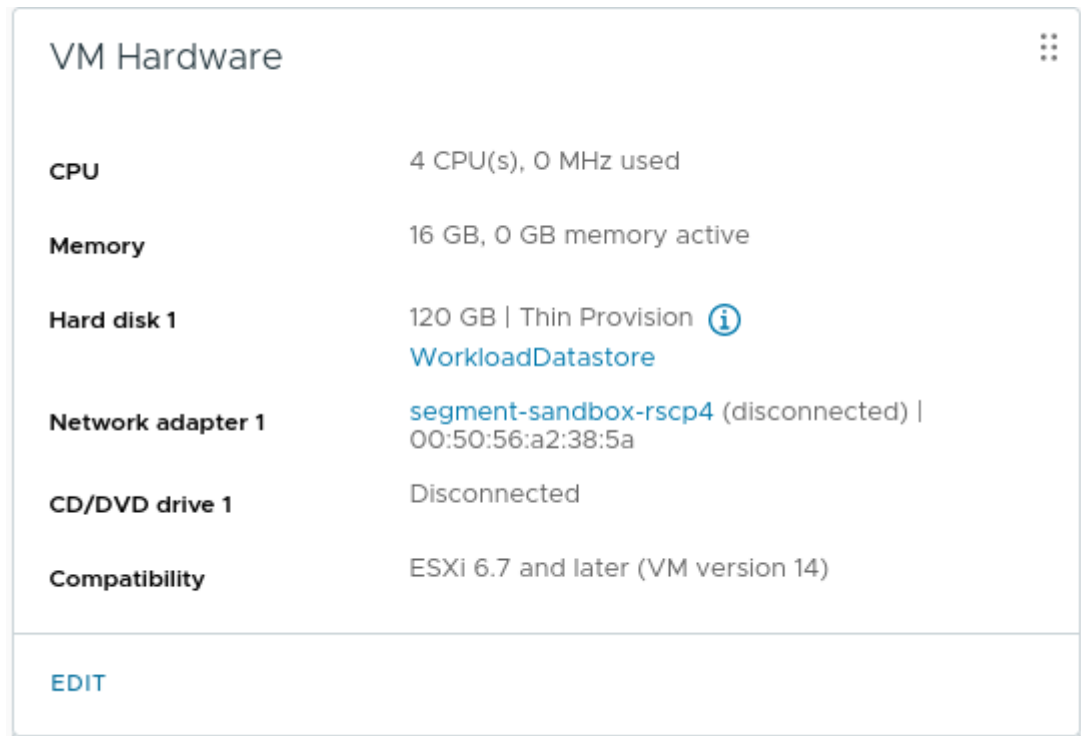 VM Hardware
CPU
4 CPU(s), 0 MHz used
Memory
16 GB, 0 GB memory active
Hard disk 1
120 GB | Thin Provision
WorkloadDatastore
Network adapter 1
segment-sandbox-rscp4 (disconnected) |
00:50:56:a2:38:5a
CD/DVD drive 1
Disconnected
Compatibility
ESXi 6.7 and later (VM version 14)
EDIT